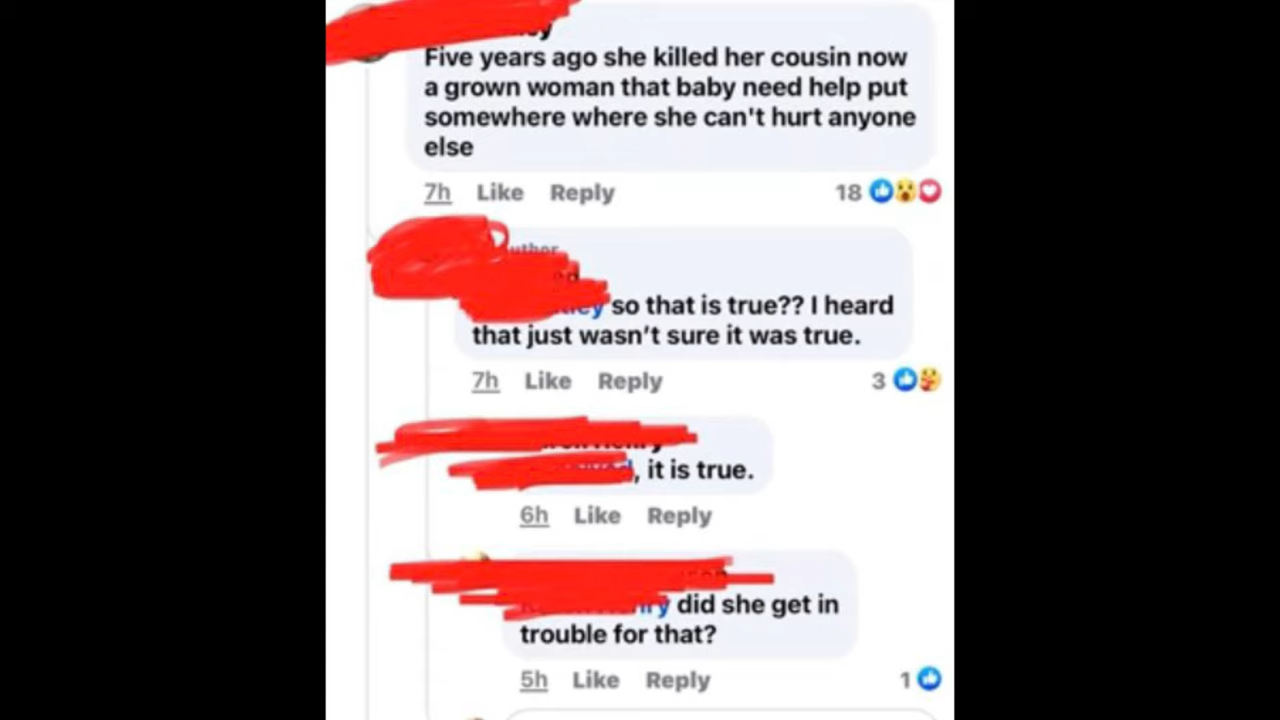 Five years ago she killed her cousin now
a grown woman that baby need help put
somewhere where she can't hurt anyone
else
7h Like Reply 18
so that is true?? I heard
that just wasn't sure it was true.
7h Like Reply 3
, it is true.
6h Like Reply
did she get in
trouble for that?
5h Like Reply 1